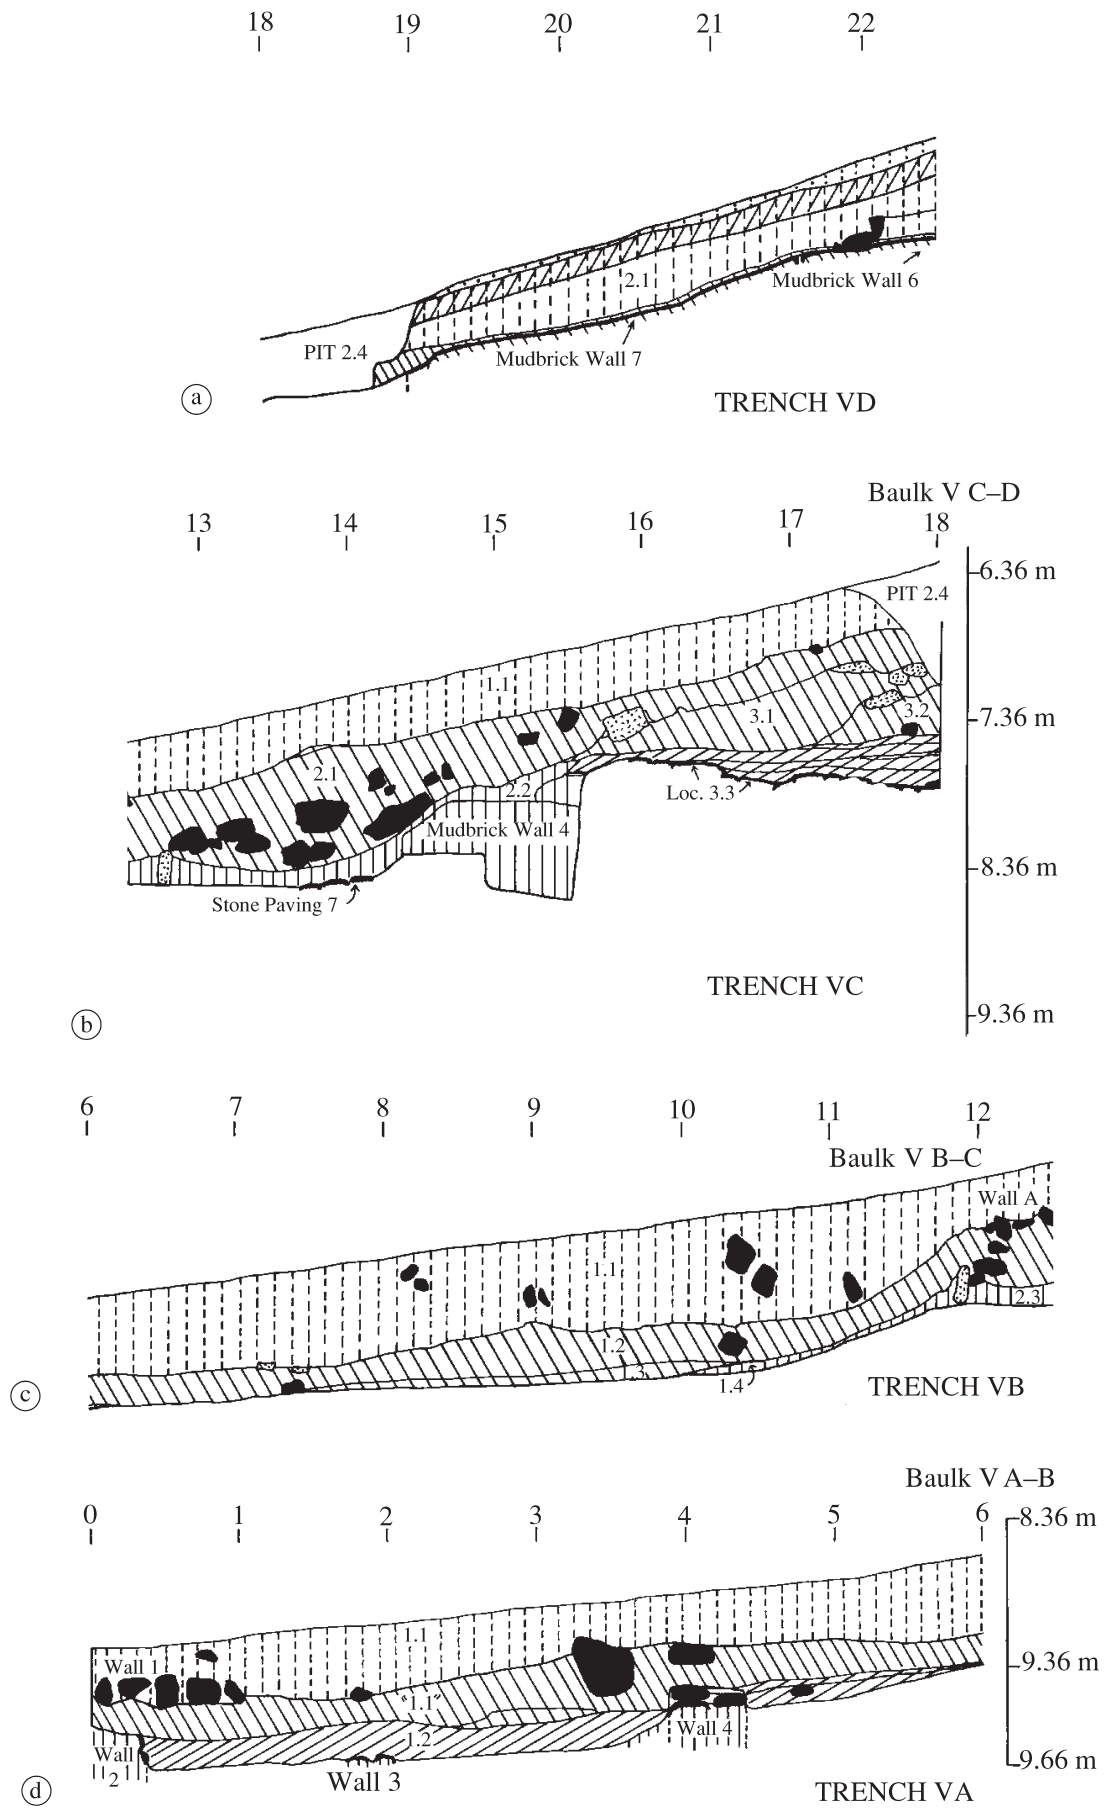 18 19 20 21 22
2.1
Mudbrick Wall 6
PIT 2.4
Mudbrick Wall 7
a
TRENCH VD
Baulk V C–D
13 14 15 16 17 18
6.36 m
PIT 2.4
1.1
3.1
3.2
7.36 m
2.1
2.2
Loc. 3.3
Mudbrick Wall 4
8.36 m
Stone Paving 7
TRENCH VC
9.36 m
b
6 7 8 9 10 11 12
Baulk V B–C
Wall A
1.1
2.3
1.2
1.3
1.4
TRENCH VB
c
Baulk V A–B
0 1 2 3 4 5 6
8.36 m
1.1
Wall 1
9.36 m
"1.1"
1.2
Wall 4
Wall
2
9.66 m
Wall 3
d
TRENCH VA